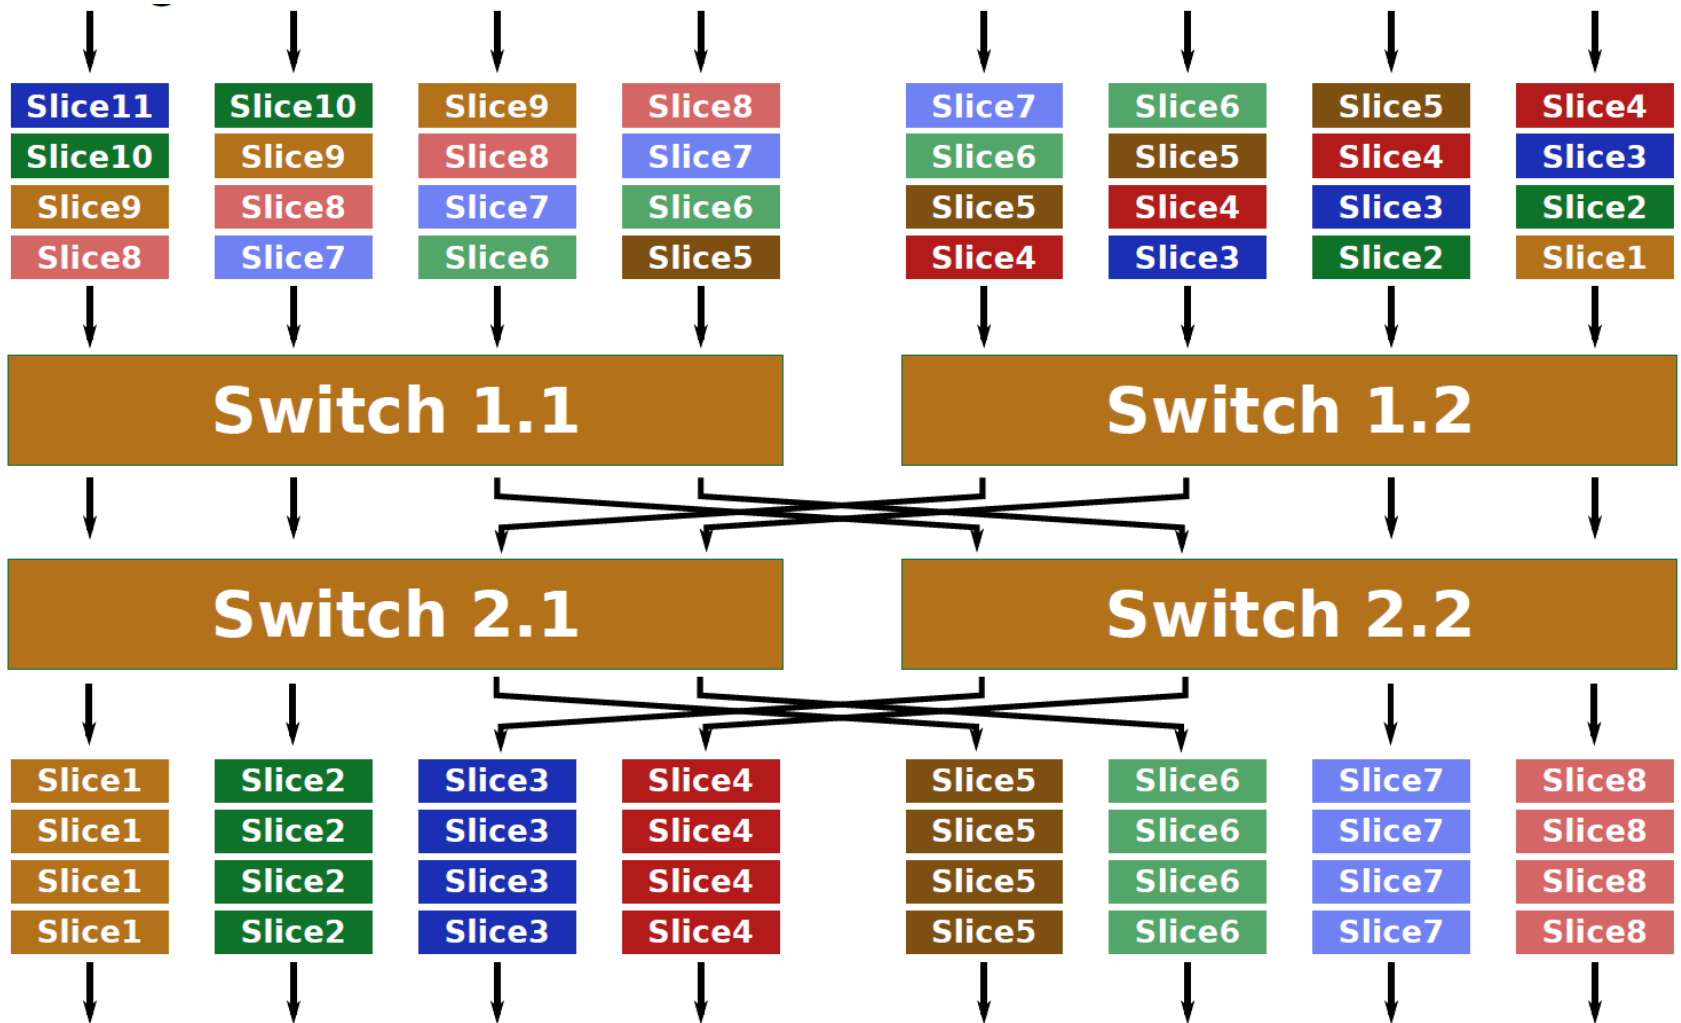 Slice11 Slice10 Slice9 Slice8 Slice7 Slice6 Slice5 Slice4
Slice10 Slice9 Slice8 Slice7 Slice6 Slice5 Slice4 Slice3
Slice9 Slice8 Slice7 Slice6 Slice5 Slice4 Slice3 Slice2
Slice8 Slice7 Slice6 Slice5 Slice4 Slice3 Slice2 Slice1
Switch 1.1 Switch 1.2
Switch 2.1 Switch 2.2
Slice1 Slice2 Slice3 Slice4 Slice5 Slice6 Slice7 Slice8
Slice1 Slice2 Slice3 Slice4 Slice5 Slice6 Slice7 Slice8
Slice1 Slice2 Slice3 Slice4 Slice5 Slice6 Slice7 Slice8
Slice1 Slice2 Slice3 Slice4 Slice5 Slice6 Slice7 Slice8